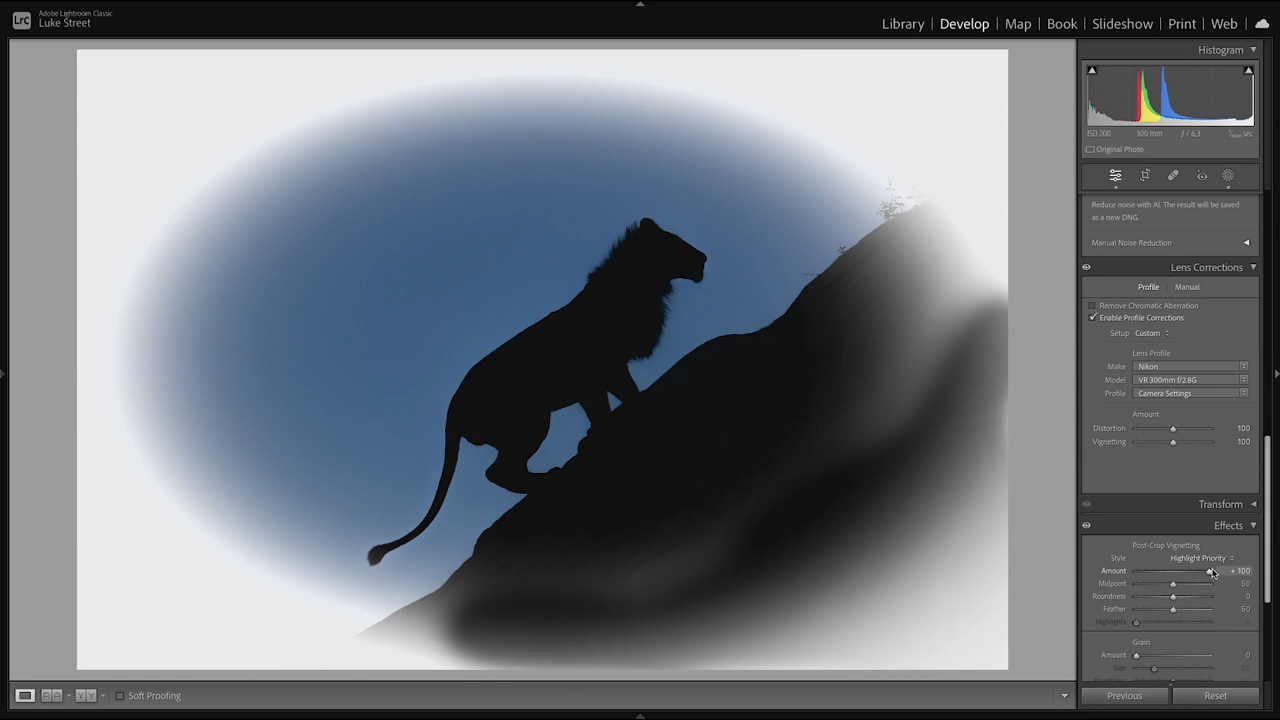 LrC
Adobe Lightroom Classic
Luke Street
Library | Develop | Map | Book | Slideshow | Print | Web
Histogram
ISO 200 300 mm ƒ / 6,3
Original Photo
Reduce noise with AI. The result will be saved
as a new DNG.
Manual Noise Reduction
Lens Corrections
Profile Manual
Remove Chromatic Aberration
Enable Profile Corrections
Setup Custom
Lens Profile
Make Nikon
Model VR 300mm f/2.8G
Profile Camera Settings
Amount
Distortion 100
Vignetting 100
Transform
Effects
Post-Crop Vignetting
Style Highlight Priority
Amount + 100
Midpoint 50
Roundness 0
Feather 50
Highlights
Grain
Amount 0
Size
Previous Reset
Soft Proofing